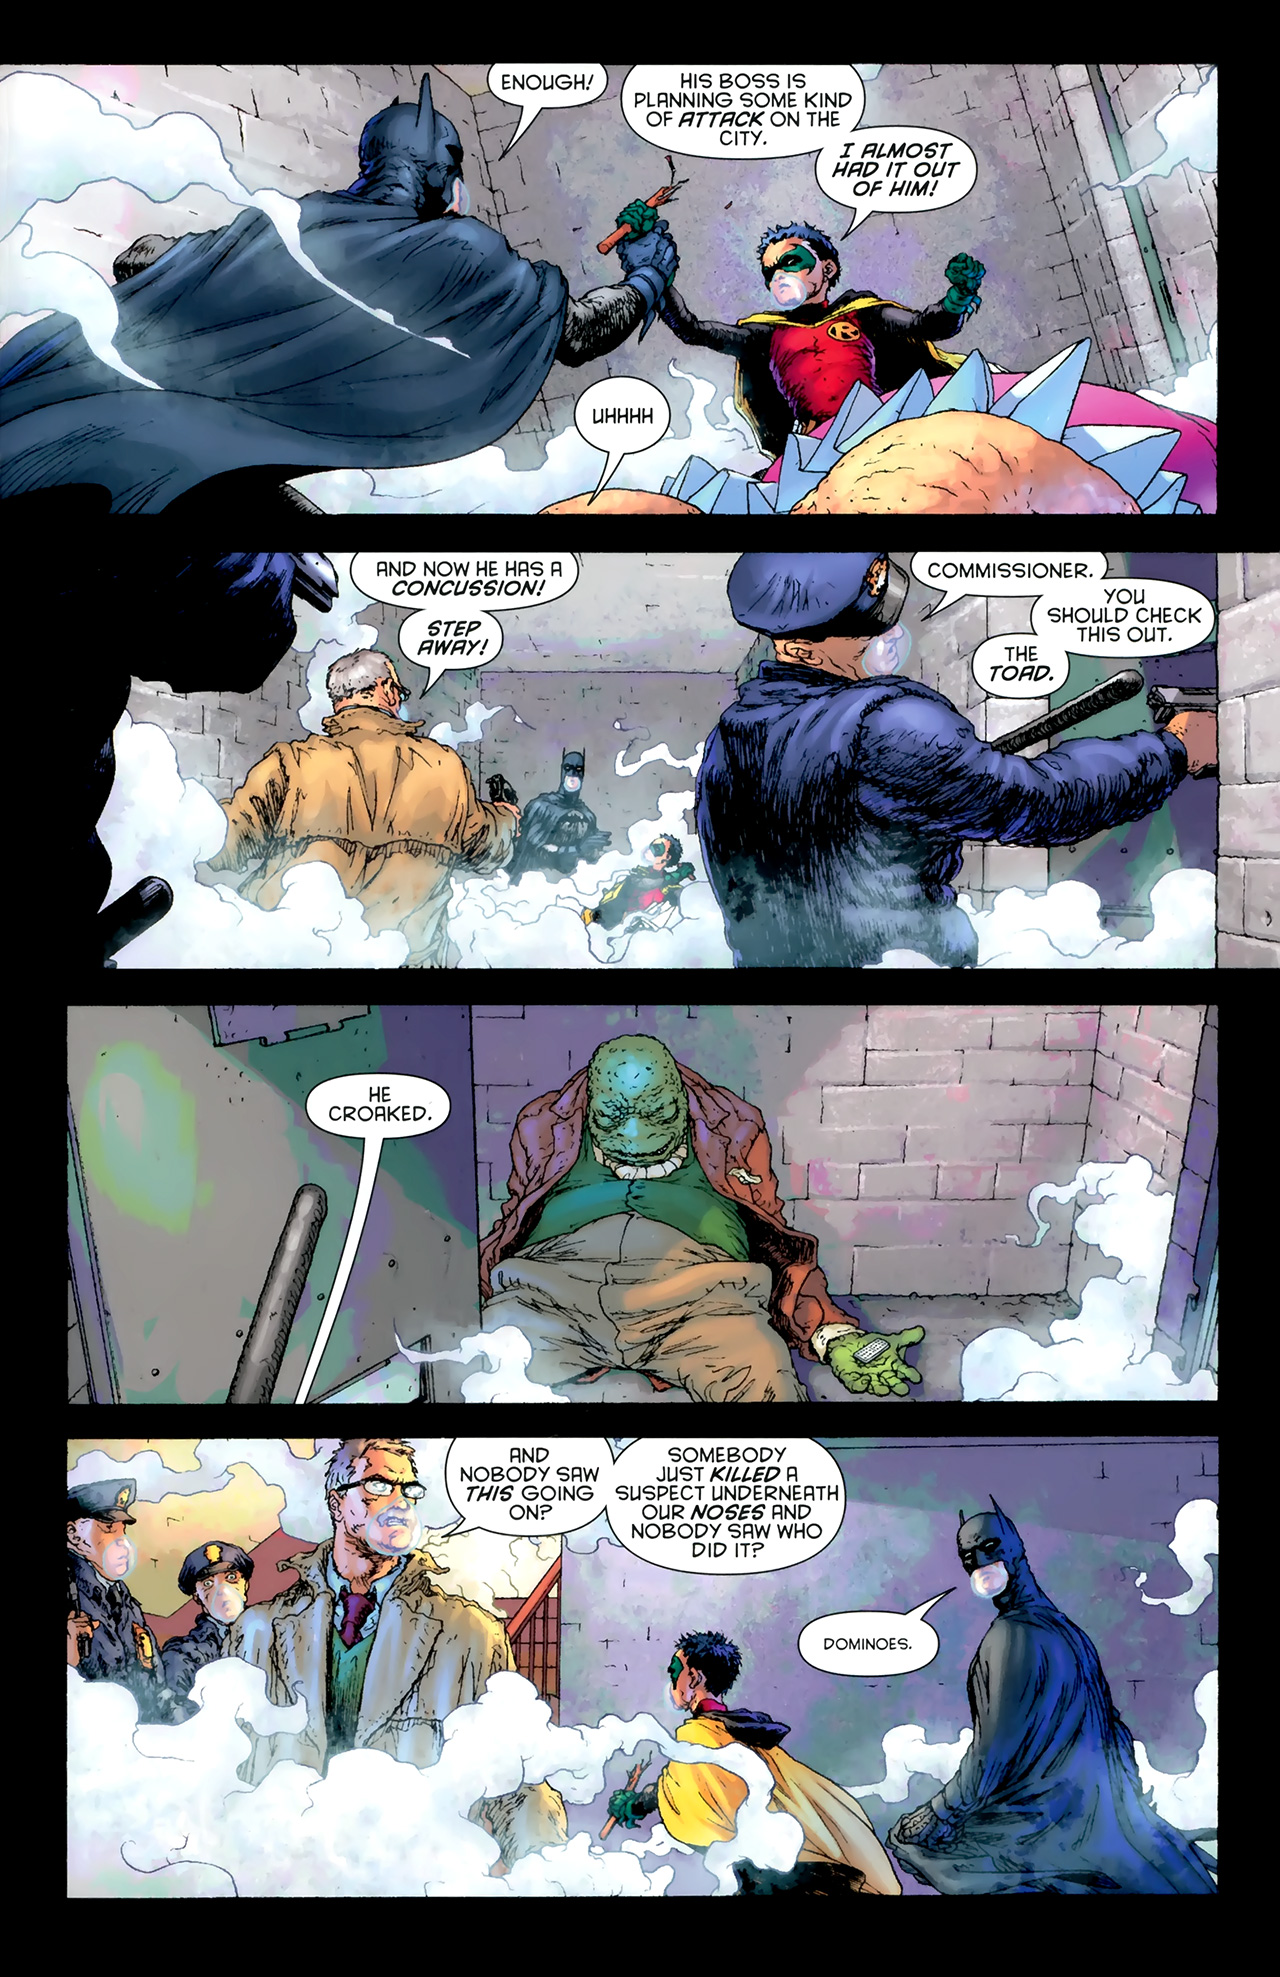 ENOUGH!
HIS BOSS IS
PLANNING SOME KIND
OF ATTACK ON THE
CITY.
I ALMOST
HAD IT OUT
OF HIM!
R
UHHHH
AND NOW HE HAS A
CONCUSSION!
STEP
AWAY!
COMMISSIONER.
YOU
SHOULD CHECK
THIS OUT.
THE
TOAD.
HE
CROAKED.
AND
NOBODY SAW
THIS GOING
ON?
SOMEBODY
JUST KILLED A
SUSPECT UNDERNEATH
OUR NOSES AND
NOBODY SAW WHO
DID IT?
DOMINOES.